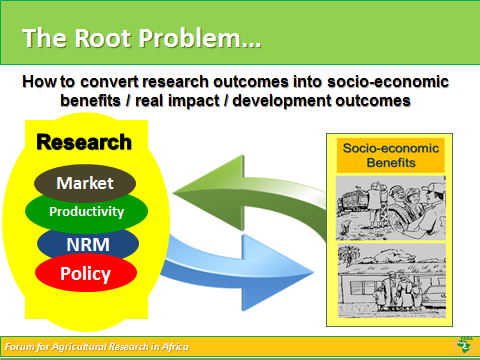 The Root Problem...
How to convert research outcomes into socio-economic
benefits / real impact / development outcomes
Research
Market
Productivity
NRM
Policy
Socio-economic
Benefits
Forum for Agricultural Research in Africa